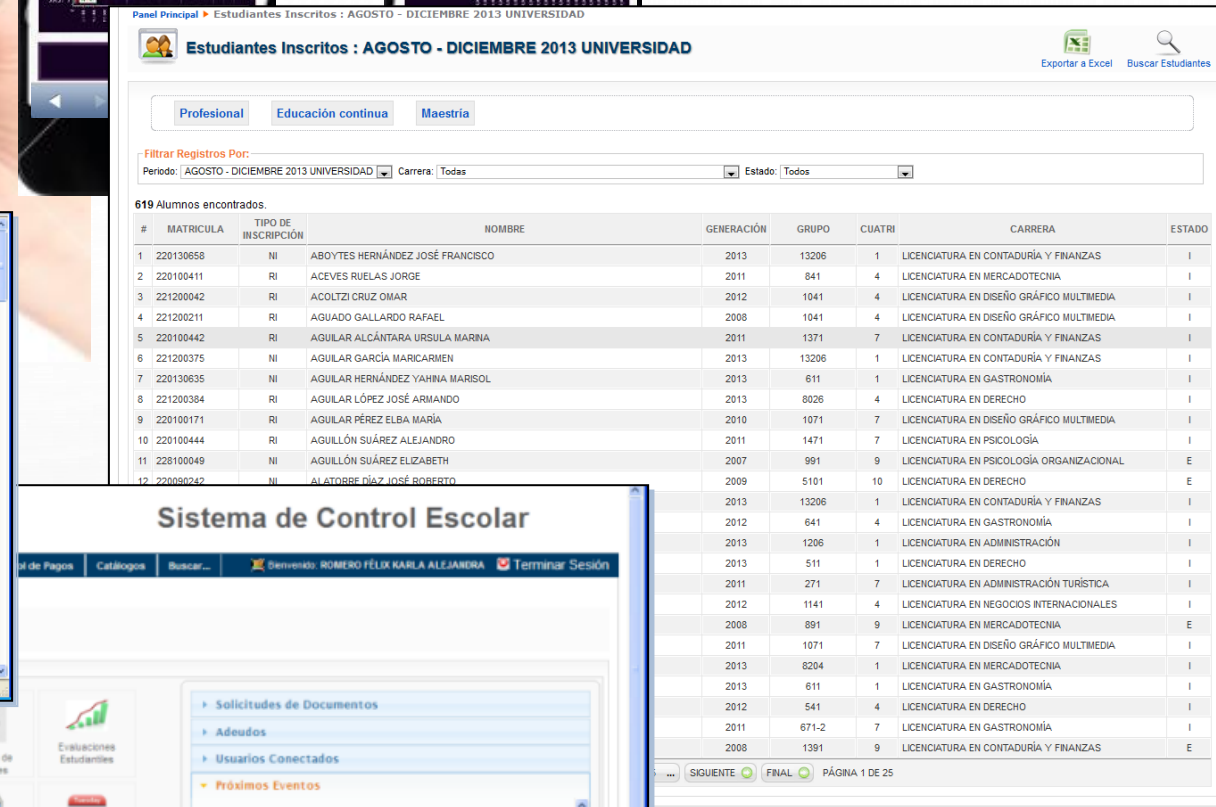 Panel Principal ▸ Estudiantes Inscritos : AGOSTO - DICIEMBRE 2013 UNIVERSIDAD
Estudiantes Inscritos : AGOSTO - DICIEMBRE 2013 UNIVERSIDAD
Exportar a Excel Buscar Estudiantes
Profesional Educación continua Maestría
Filtrar Registros Por:
Periodo: AGOSTO - DICIEMBRE 2013 UNIVERSIDAD Carrera: Todas Estado: Todos
619 Alumnos encontrados.
# MATRICULA TIPO DE INSCRIPCIÓN NOMBRE GENERACIÓN GRUPO CUATRI CARRERA ESTADO
1 220130658 NI ABOYTES HERNÁNDEZ JOSÉ FRANCISCO 2013 13206 1 LICENCIATURA EN CONTADURÍA Y FINANZAS I
2 220100411 RI ACEVES RUELAS JORGE 2011 841 4 LICENCIATURA EN MERCADOTECNIA I
3 221200042 RI ACOLTZI CRUZ OMAR 2012 1041 4 LICENCIATURA EN DISEÑO GRÁFICO MULTIMEDIA I
4 221200211 RI AGUADO GALLARDO RAFAEL 2008 1041 4 LICENCIATURA EN DISEÑO GRÁFICO MULTIMEDIA I
5 220100442 RI AGUILAR ALCÁNTARA URSULA MARINA 2011 1371 7 LICENCIATURA EN CONTADURÍA Y FINANZAS I
6 221200375 NI AGUILAR GARCÍA MARICARMEN 2013 13206 1 LICENCIATURA EN CONTADURÍA Y FINANZAS I
7 220130635 NI AGUILAR HERNÁNDEZ YAHINA MARISOL 2013 611 1 LICENCIATURA EN GASTRONOMÍA I
8 221200384 RI AGUILAR LÓPEZ JOSÉ ARMANDO 2013 8026 4 LICENCIATURA EN DERECHO I
9 220100171 RI AGUILAR PÉREZ ELBA MARÍA 2010 1071 7 LICENCIATURA EN DISEÑO GRÁFICO MULTIMEDIA I
10 220100444 RI AGUILLÓN SUÁREZ ALEJANDRO 2011 1471 7 LICENCIATURA EN PSICOLOGÍA I
11 228100049 NI AGUILLÓN SUÁREZ ELIZABETH 2007 991 9 LICENCIATURA EN PSICOLOGÍA ORGANIZACIONAL E
12 220090242 NI ALATORRE DÍAZ JOSÉ ROBERTO 2009 5101 10 LICENCIATURA EN DERECHO E
2013 13206 1 LICENCIATURA EN CONTADURÍA Y FINANZAS I
2012 641 4 LICENCIATURA EN GASTRONOMÍA I
2013 1206 1 LICENCIATURA EN ADMINISTRACIÓN I
2013 511 1 LICENCIATURA EN DERECHO I
2011 271 7 LICENCIATURA EN ADMINISTRACIÓN TURÍSTICA I
2012 1141 4 LICENCIATURA EN NEGOCIOS INTERNACIONALES I
2008 891 9 LICENCIATURA EN MERCADOTECNIA E
2011 1071 7 LICENCIATURA EN DISEÑO GRÁFICO MULTIMEDIA I
2013 8204 1 LICENCIATURA EN MERCADOTECNIA I
2013 611 1 LICENCIATURA EN GASTRONOMÍA I
2012 541 4 LICENCIATURA EN DERECHO I
2011 671-2 7 LICENCIATURA EN GASTRONOMÍA I
2008 1391 9 LICENCIATURA EN CONTADURÍA Y FINANZAS E
... SIGUIENTE FINAL PÁGINA 1 DE 25
Sistema de Control Escolar
ol de Pagos Catálogos Buscar... Bienvenido: ROMERO FÉLIX KARLA ALEJANDRA Terminar Sesión
Solicitudes de Documentos
Adeudos
Evaluaciones
Estudiantiles
de
es
Usuarios Conectados
Próximos Eventos
Tuesday